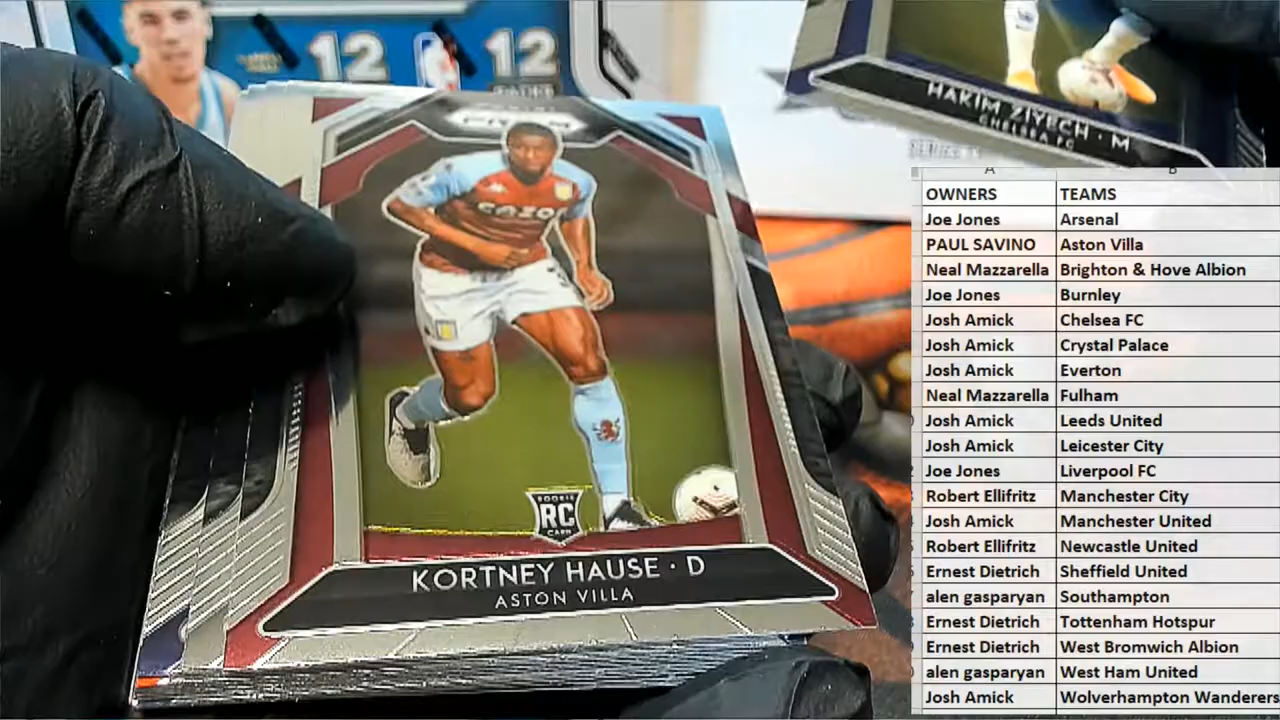 12
12
HAKIM ZIYECH · M
CHELSEA FC
PRIZM
CAZOO
ROOKIE
RC
CARD
KORTNEY HAUSE · D
ASTON VILLA
A B
OWNERS TEAMS
Joe Jones Arsenal
PAUL SAVINO Aston Villa
Neal Mazzarella Brighton & Hove Albion
Joe Jones Burnley
Josh Amick Chelsea FC
Josh Amick Crystal Palace
Josh Amick Everton
Neal Mazzarella Fulham
Josh Amick Leeds United
Josh Amick Leicester City
Joe Jones Liverpool FC
Robert Ellifritz Manchester City
Josh Amick Manchester United
Robert Ellifritz Newcastle United
Ernest Dietrich Sheffield United
alen gasparyan Southampton
Ernest Dietrich Tottenham Hotspur
Ernest Dietrich West Bromwich Albion
alen gasparyan West Ham United
Josh Amick Wolverhampton Wanderers